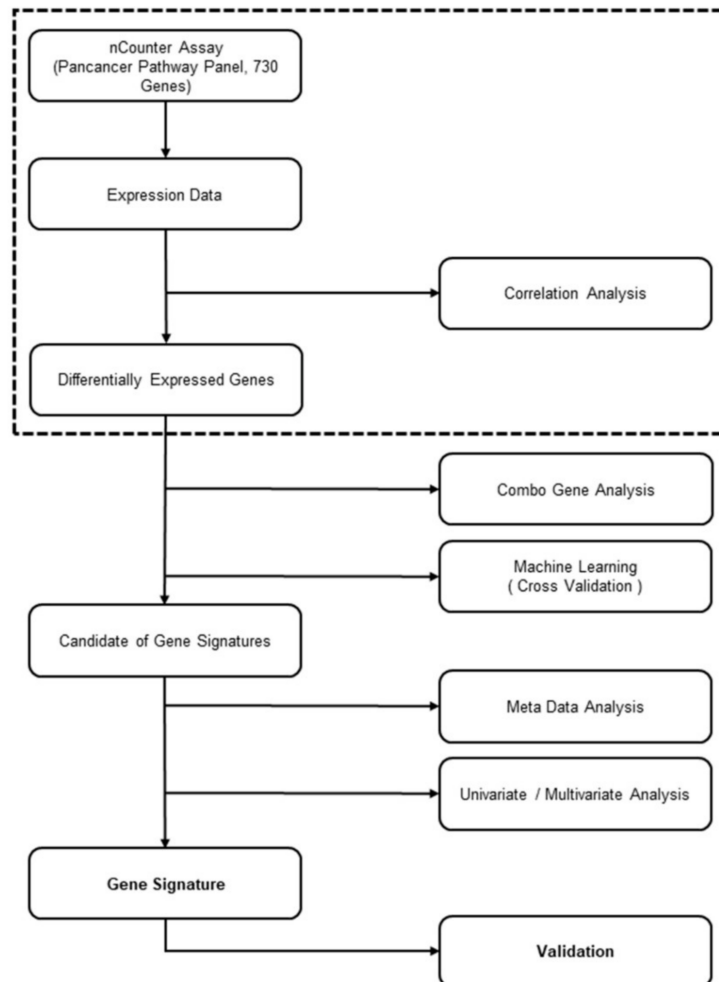 nCounter Assay
(Pancancer Pathway Panel, 730
Genes)
Expression Data
Correlation Analysis
Differentially Expressed Genes
Combo Gene Analysis
Machine Learning
( Cross Validation )
Candidate of Gene Signatures
Meta Data Analysis
Univariate / Multivariate Analysis
Gene Signature
Validation